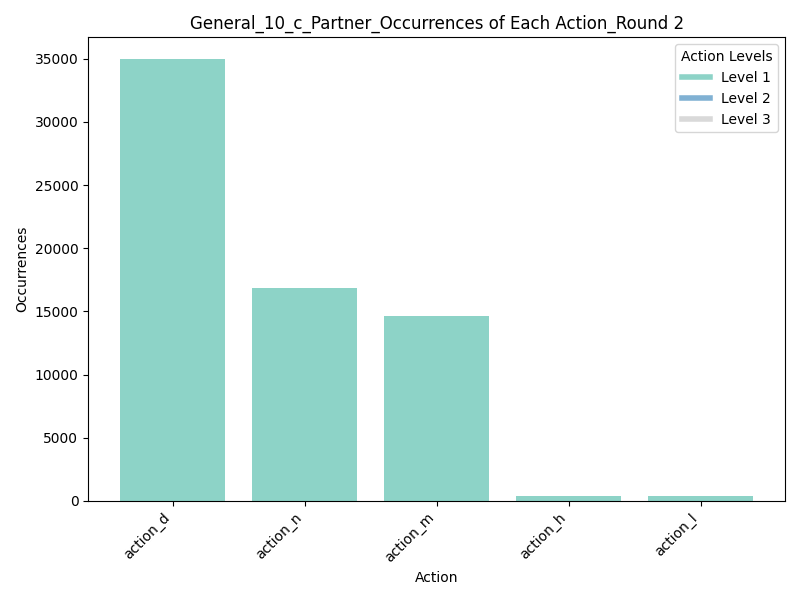 General_10_c_Partner_Occurrences of Each Action_Round 2
Action Levels
Level 1
Level 2
Level 3
Occurrences
35000
30000
25000
20000
15000
10000
5000
0
action_d
action_n
action_m
action_h
action_l
Action